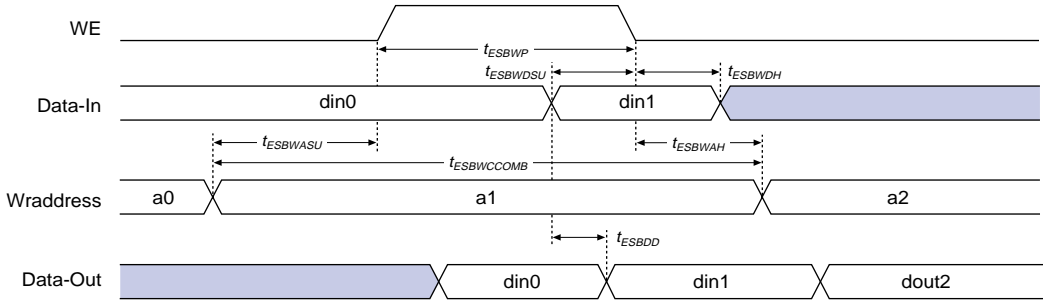 WE
tESBWP
tESBWDSU tESBWDH
Data-In din0 din1
tESBWASU tESBWAH
tESBWCCOMB
Wraddress a0 a1 a2
tESBDD
Data-Out din0 din1 dout2